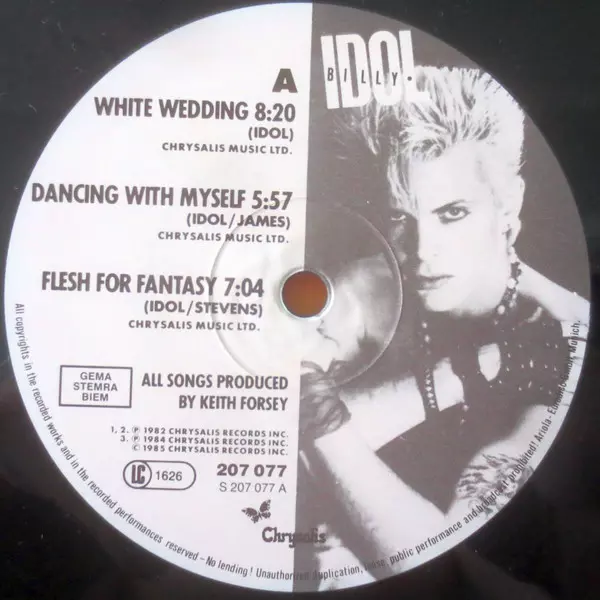 IDOL
BILLY.
A
WHITE WEDDING 8:20
(IDOL)
CHRYSALIS MUSIC LTD.
DANCING WITH MYSELF 5:57
(IDOL/JAMES)
CHRYSALIS MUSIC LTD.
FLESH FOR FANTASY 7:04
(IDOL/STEVENS)
CHRYSALIS MUSIC LTD.
GEMA
STEMRA
BIEM
ALL SONGS PRODUCED
BY KEITH FORSEY
1, 2. ℗ 1982 CHRYSALIS RECORDS INC.
3. ℗ 1984 CHRYSALIS RECORDS INC.
© 1985 CHRYSALIS RECORDS INC.
LC 1626
207 077
S 207 077 A
Chrysalis
All copyrights in the recorded works and in the recorded performances reserved – No lending! Unauthorized duplication, public performance and broadcast prohibited! Ariola- München.